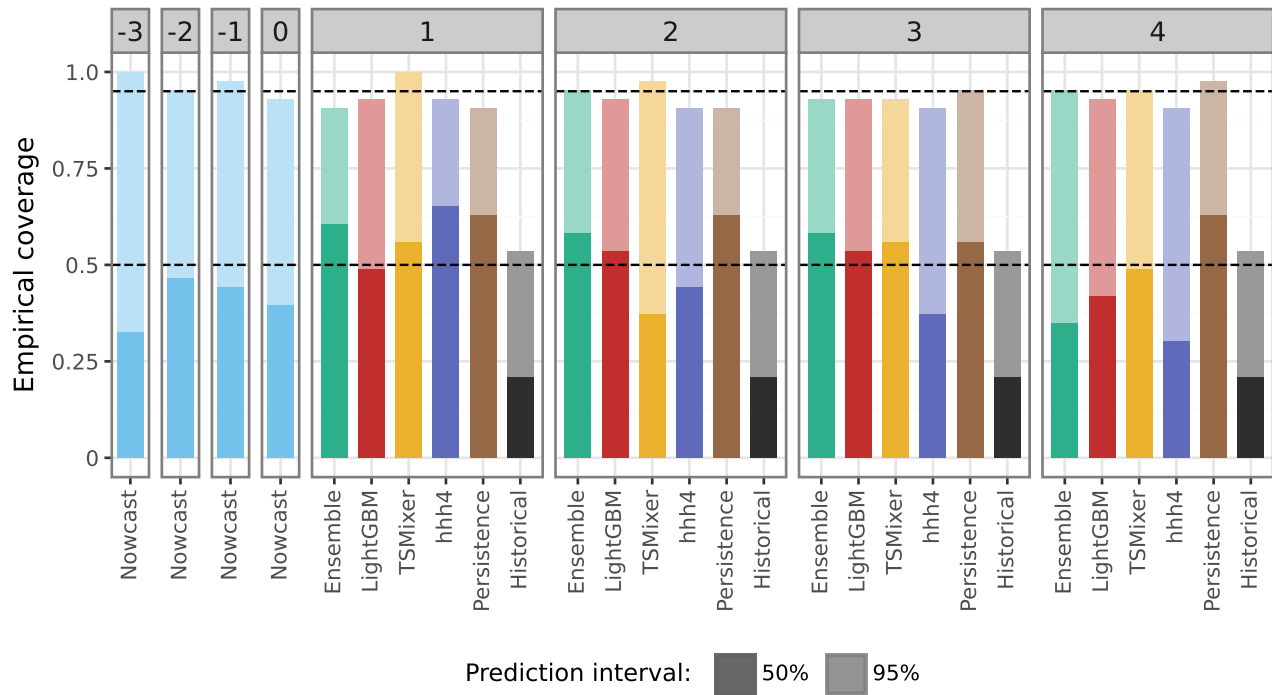 -3 -2 -1 0 1 2 3 4
Empirical coverage
1.0
0.75
0.5
0.25
0
Nowcast Nowcast Nowcast Nowcast Ensemble LightGBM TSMixer hhh4 Persistence Historical Ensemble LightGBM TSMixer hhh4 Persistence Historical Ensemble LightGBM TSMixer hhh4 Persistence Historical Ensemble LightGBM TSMixer hhh4 Persistence Historical
Prediction interval: 50% 95%